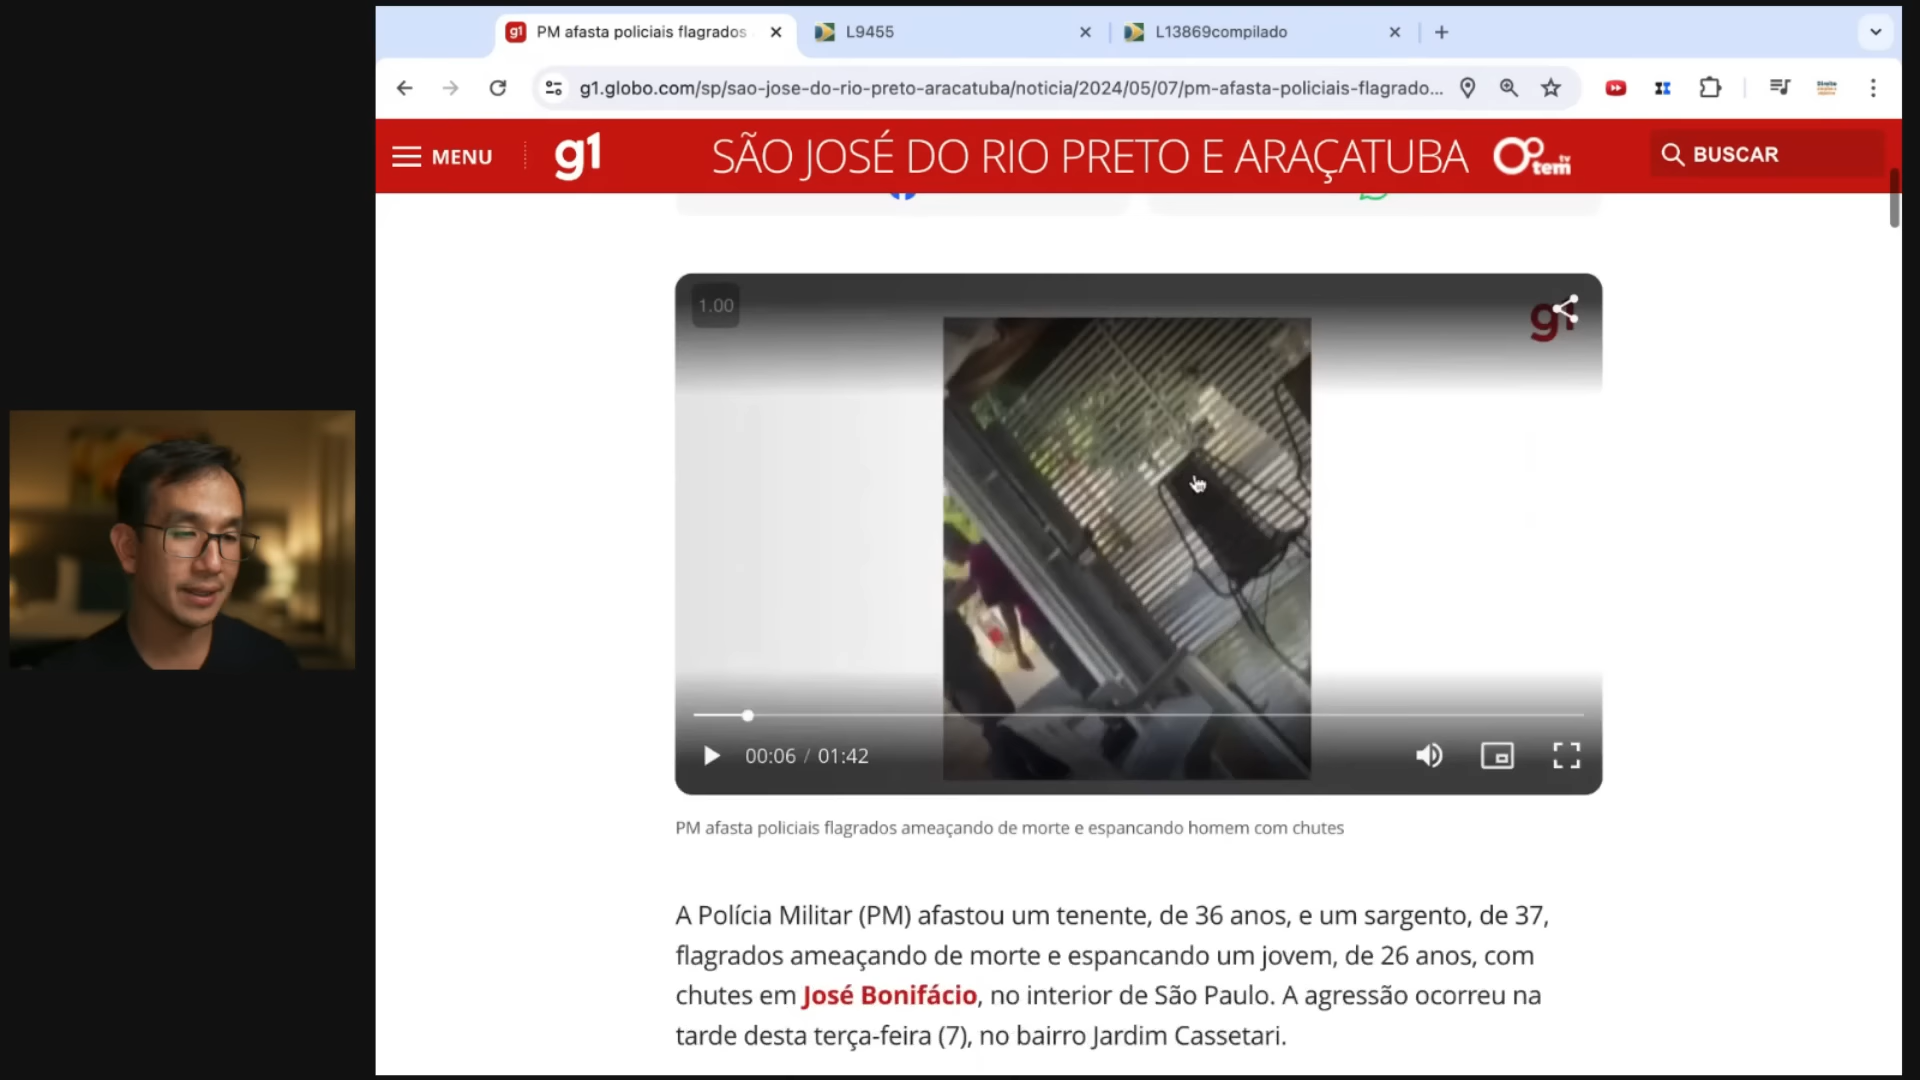 g1 PM afasta policiais flagrados
L9455
L13869compilado
g1.globo.com/sp/sao-jose-do-rio-preto-aracatuba/noticia/2024/05/07/pm-afasta-policiais-flagrado...
MENU
g1
SÃO JOSÉ DO RIO PRETO E ARAÇATUBA
tv tem
BUSCAR
1.00
g1
00:06 / 01:42
PM afasta policiais flagrados ameaçando de morte e espancando homem com chutes
A Polícia Militar (PM) afastou um tenente, de 36 anos, e um sargento, de 37,
flagrados ameaçando de morte e espancando um jovem, de 26 anos, com
chutes em José Bonifácio, no interior de São Paulo. A agressão ocorreu na
tarde desta terça-feira (7), no bairro Jardim Cassetari.